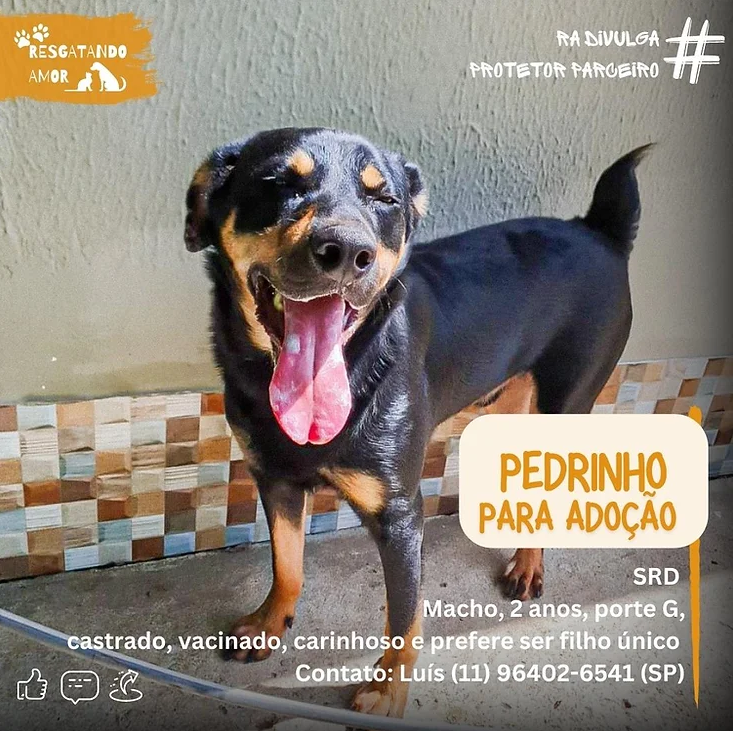 RESGATANDO
AMOR
RA DIVULGA
PROTETOR PARCEIRO
#
PEDRINHO
PARA ADOÇÃO
SRD
Macho, 2 anos, porte G,
castrado, vacinado, carinhoso e prefere ser filho único
Contato: Luís (11) 96402-6541 (SP)